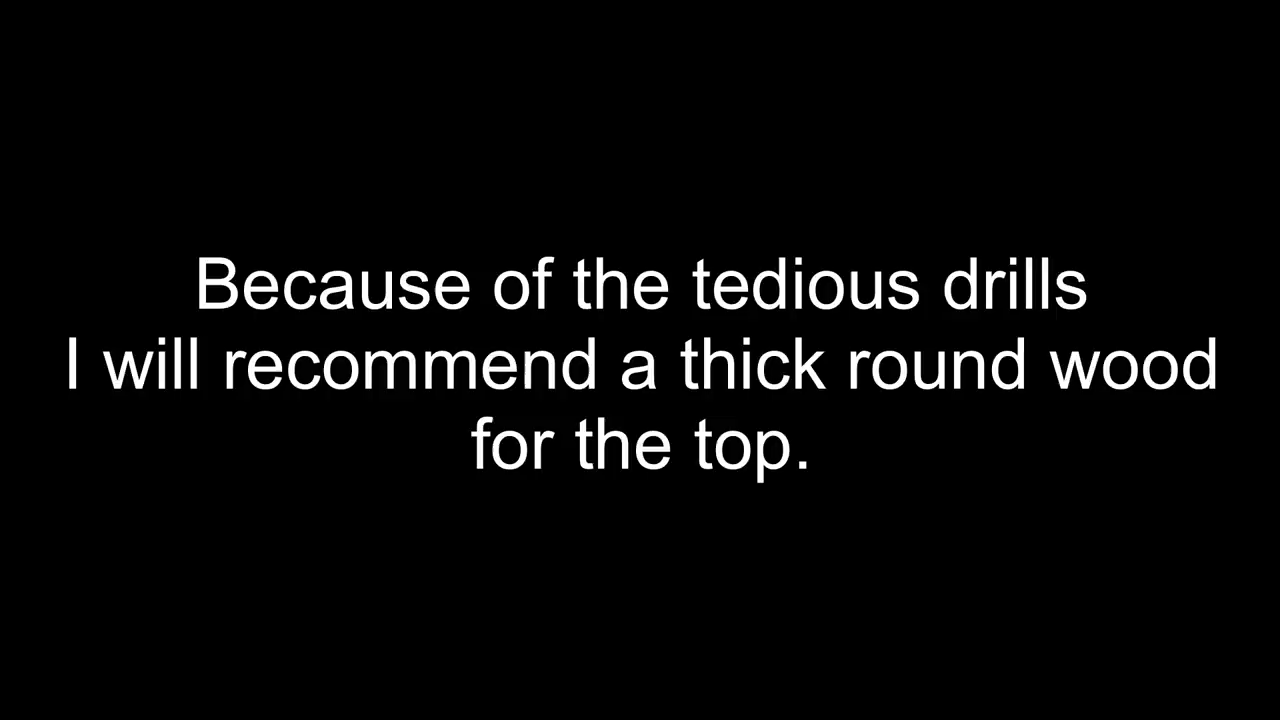 Because of the tedious drills
I will recommend a thick round wood
for the top.